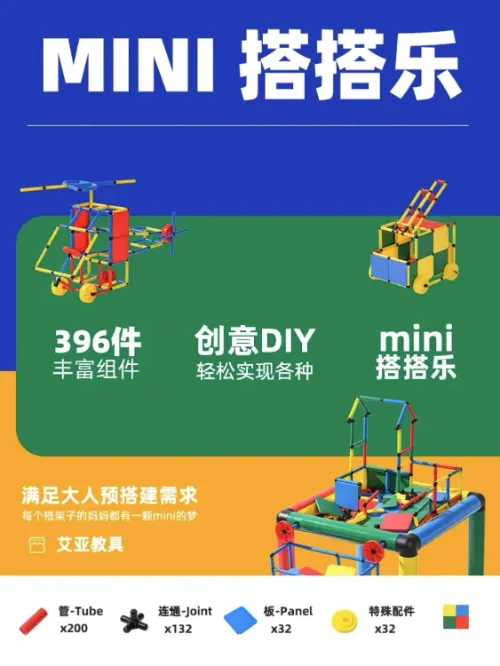 MINI 搭搭乐
396件
丰富组件
创意DIY
轻松实现各种
mini
搭搭乐
满足大人预搭建需求
每个搭架子的妈妈都有一颗mini的梦
艾亚教具
管-Tube
x200
连通-Joint
x132
板-Panel
x32
特殊配件
x32